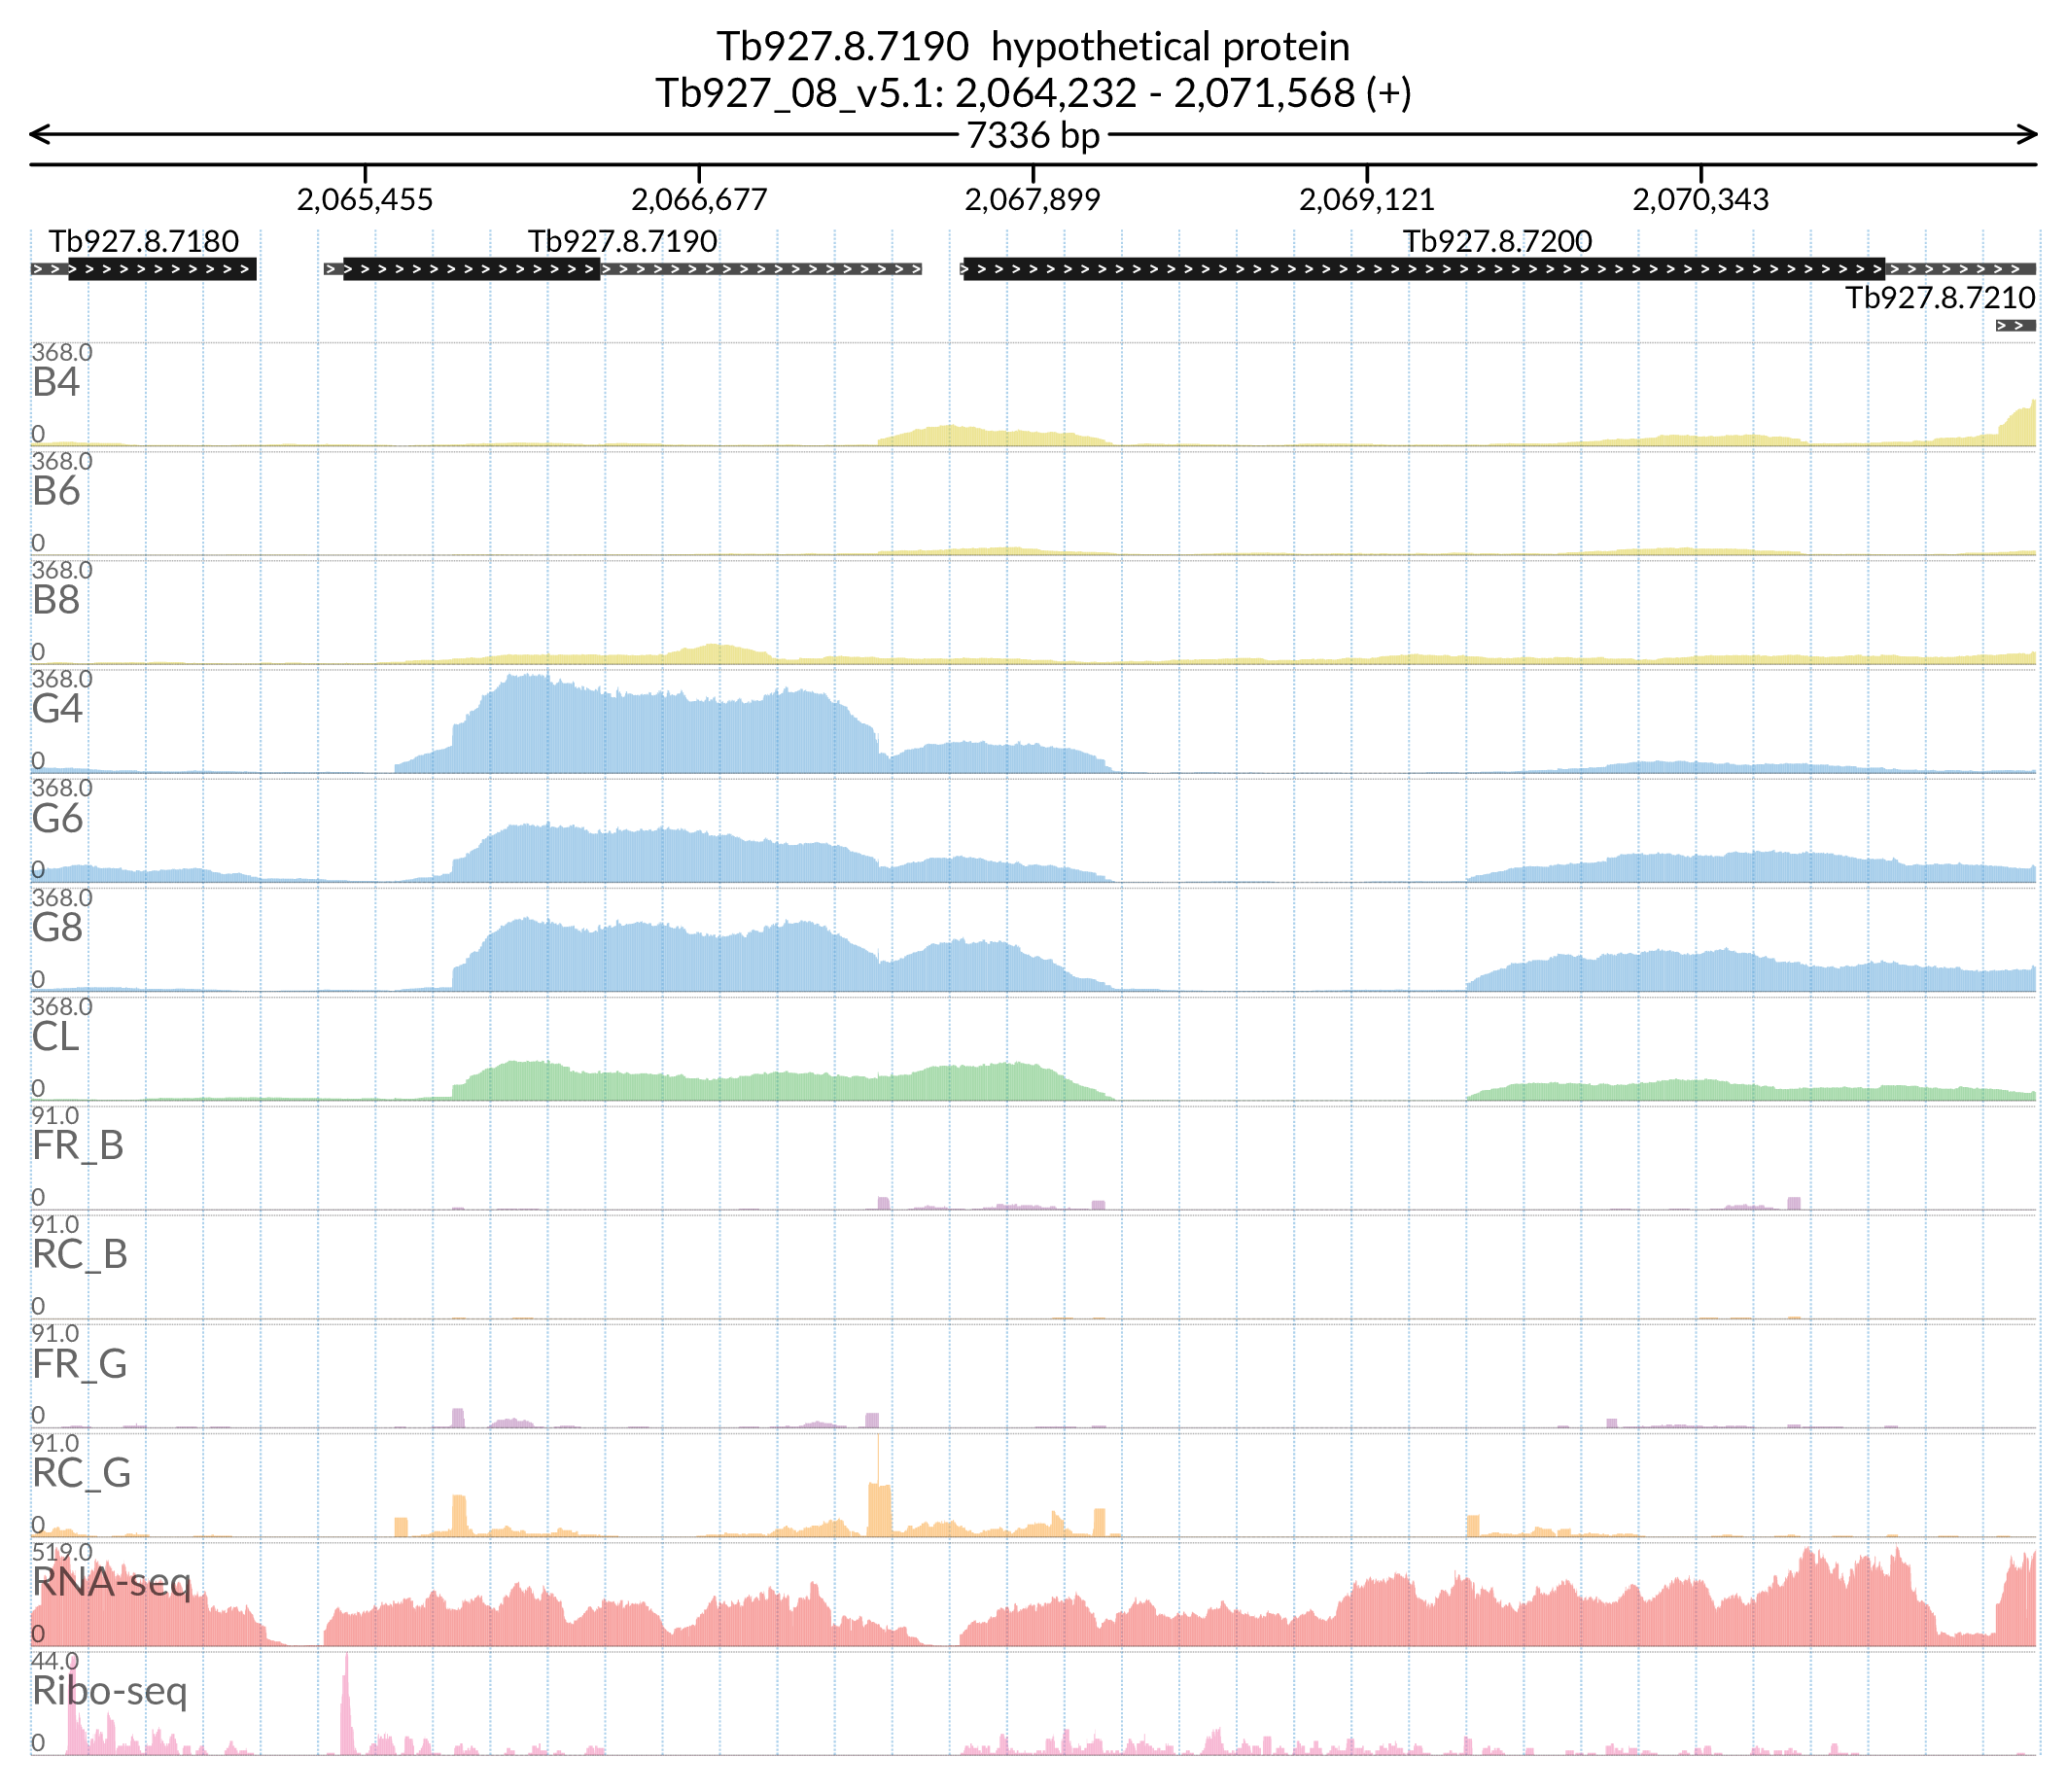 Tb927.8.7190  hypothetical protein
Tb927_08_v5.1: 2,064,232 - 2,071,568 (+)
7336 bp
2,065,455 2,066,677 2,067,899 2,069,121 2,070,343
Tb927.8.7180 Tb927.8.7190 Tb927.8.7200
Tb927.8.7210
368.0
B4
0
368.0
B6
0
368.0
B8
0
368.0
G4
0
368.0
G6
0
368.0
G8
0
368.0
CL
0
91.0
FR_B
0
91.0
RC_B
0
91.0
FR_G
0
91.0
RC_G
0
519.0
RNA-seq
0
44.0
Ribo-seq
0